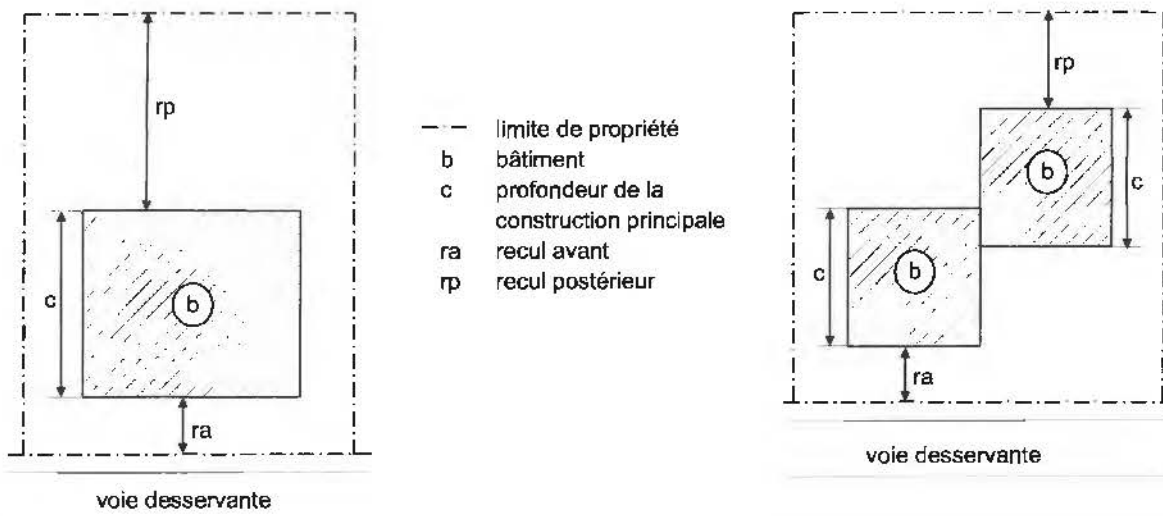 rp
c
b
ra
voie desservante
limite de propriété
b bâtiment
c profondeur de la
construction principale
ra recul avant
rp recul postérieur
rp
b
c
c
b
ra
voie desservante